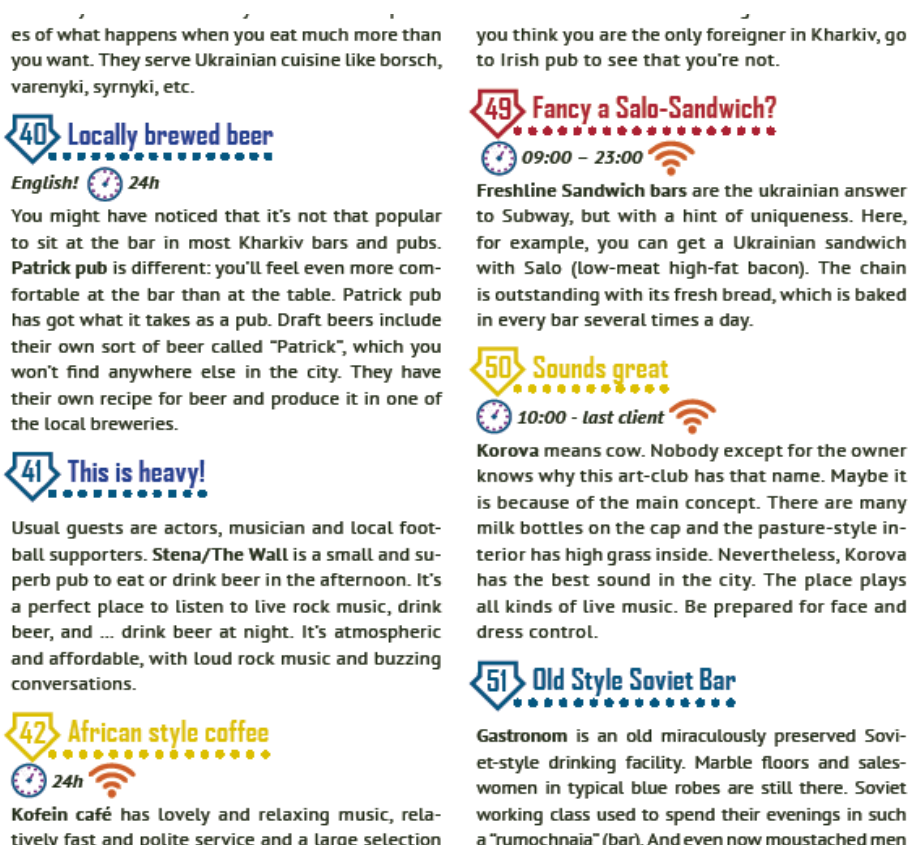 es of what happens when you eat much more than
you want. They serve Ukrainian cuisine like borsch,
varenyki, syrnyki, etc.
40 Locally brewed beer
English! 24h
You might have noticed that it's not that popular
to sit at the bar in most Kharkiv bars and pubs.
Patrick pub is different: you'll feel even more com-
fortable at the bar than at the table. Patrick pub
has got what it takes as a pub. Draft beers include
their own sort of beer called "Patrick", which you
won't find anywhere else in the city. They have
their own recipe for beer and produce it in one of
the local breweries.
41 This is heavy!
Usual guests are actors, musician and local foot-
ball supporters. Stena/The Wall is a small and su-
perb pub to eat or drink beer in the afternoon. It's
a perfect place to listen to live rock music, drink
beer, and ... drink beer at night. It's atmospheric
and affordable, with loud rock music and buzzing
conversations.
42 African style coffee
24h
Kofein café has lovely and relaxing music, rela-
tively fast and polite service and a large selection
you think you are the only foreigner in Kharkiv, go
to Irish pub to see that you're not.
49 Fancy a Salo-Sandwich?
09:00 – 23:00
Freshline Sandwich bars are the ukrainian answer
to Subway, but with a hint of uniqueness. Here,
for example, you can get a Ukrainian sandwich
with Salo (low-meat high-fat bacon). The chain
is outstanding with its fresh bread, which is baked
in every bar several times a day.
50 Sounds great
10:00 - last client
Korova means cow. Nobody except for the owner
knows why this art-club has that name. Maybe it
is because of the main concept. There are many
milk bottles on the cap and the pasture-style in-
terior has high grass inside. Nevertheless, Korova
has the best sound in the city. The place plays
all kinds of live music. Be prepared for face and
dress control.
51 Old Style Soviet Bar
Gastronom is an old miraculously preserved Sovi-
et-style drinking facility. Marble floors and sales-
women in typical blue robes are still there. Soviet
working class used to spend their evenings in such
a "rumochnaja" (bar). And even now moustached men